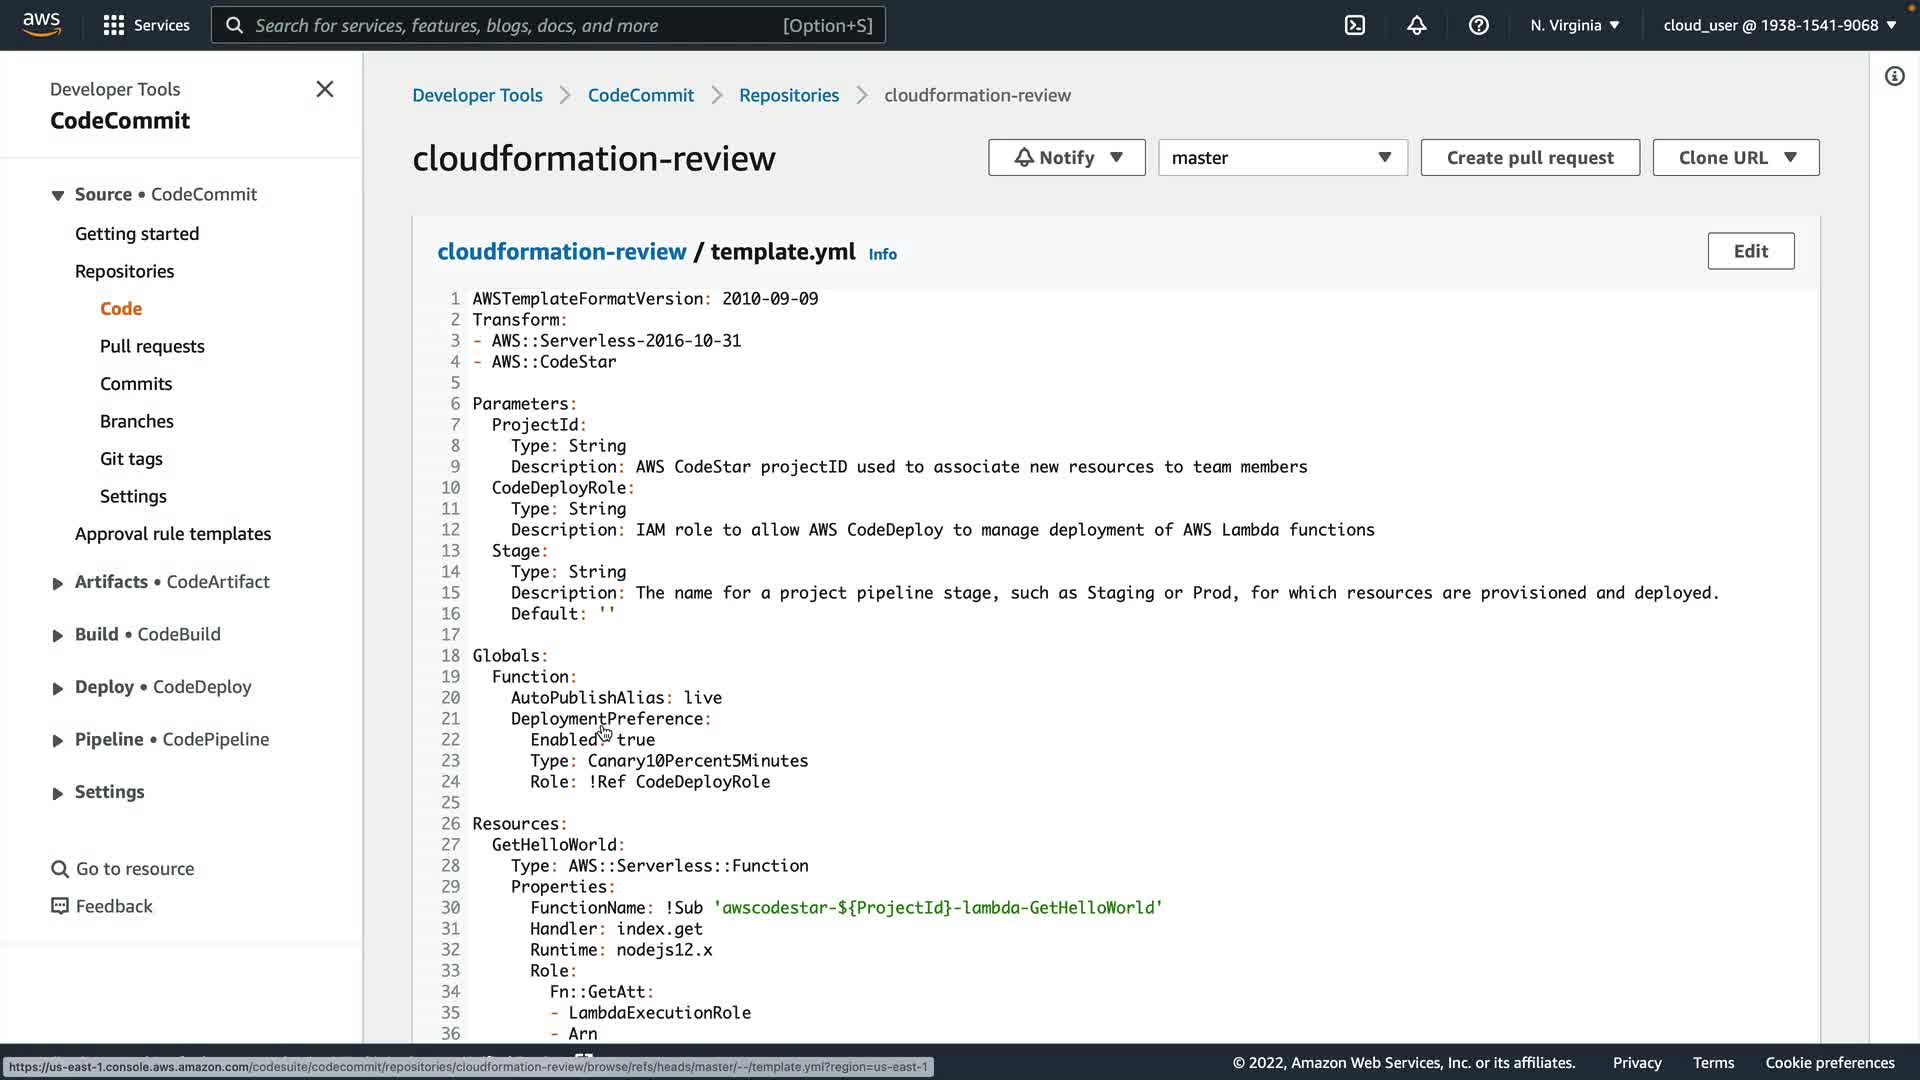 aws
Services
Search for services, features, blogs, docs, and more
[Option+S]
N. Virginia
cloud_user @ 1938-1541-9068
Developer Tools
CodeCommit
Source • CodeCommit
Getting started
Repositories
Code
Pull requests
Commits
Branches
Git tags
Settings
Approval rule templates
Artifacts • CodeArtifact
Build • CodeBuild
Deploy • CodeDeploy
Pipeline • CodePipeline
Settings
Go to resource
Feedback
Developer Tools
CodeCommit
Repositories
cloudformation-review
cloudformation-review
Notify
master
Create pull request
Clone URL
cloudformation-review / template.yml Info
Edit
1 AWSTemplateFormatVersion: 2010-09-09
2 Transform:
3 - AWS::Serverless-2016-10-31
4 - AWS::CodeStar
5
6 Parameters:
7 ProjectId:
8 Type: String
9 Description: AWS CodeStar projectID used to associate new resources to team members
10 CodeDeployRole:
11 Type: String
12 Description: IAM role to allow AWS CodeDeploy to manage deployment of AWS Lambda functions
13 Stage:
14 Type: String
15 Description: The name for a project pipeline stage, such as Staging or Prod, for which resources are provisioned and deployed.
16 Default: ''
17
18 Globals:
19 Function:
20 AutoPublishAlias: live
21 DeploymentPreference:
22 Enabled: true
23 Type: Canary10Percent5Minutes
24 Role: !Ref CodeDeployRole
25
26 Resources:
27 GetHelloWorld:
28 Type: AWS::Serverless::Function
29 Properties:
30 FunctionName: !Sub 'awscodestar-${ProjectId}-lambda-GetHelloWorld'
31 Handler: index.get
32 Runtime: nodejs12.x
33 Role:
34 Fn::GetAtt:
35 - LambdaExecutionRole
36 - Arn
https://us-east-1.console.aws.amazon.com/codesuite/codecommit/repositories/cloudformation-review/browse/refs/heads/master/--/template.yml?region=us-east-1
© 2022, Amazon Web Services, Inc. or its affiliates.
Privacy
Terms
Cookie preferences